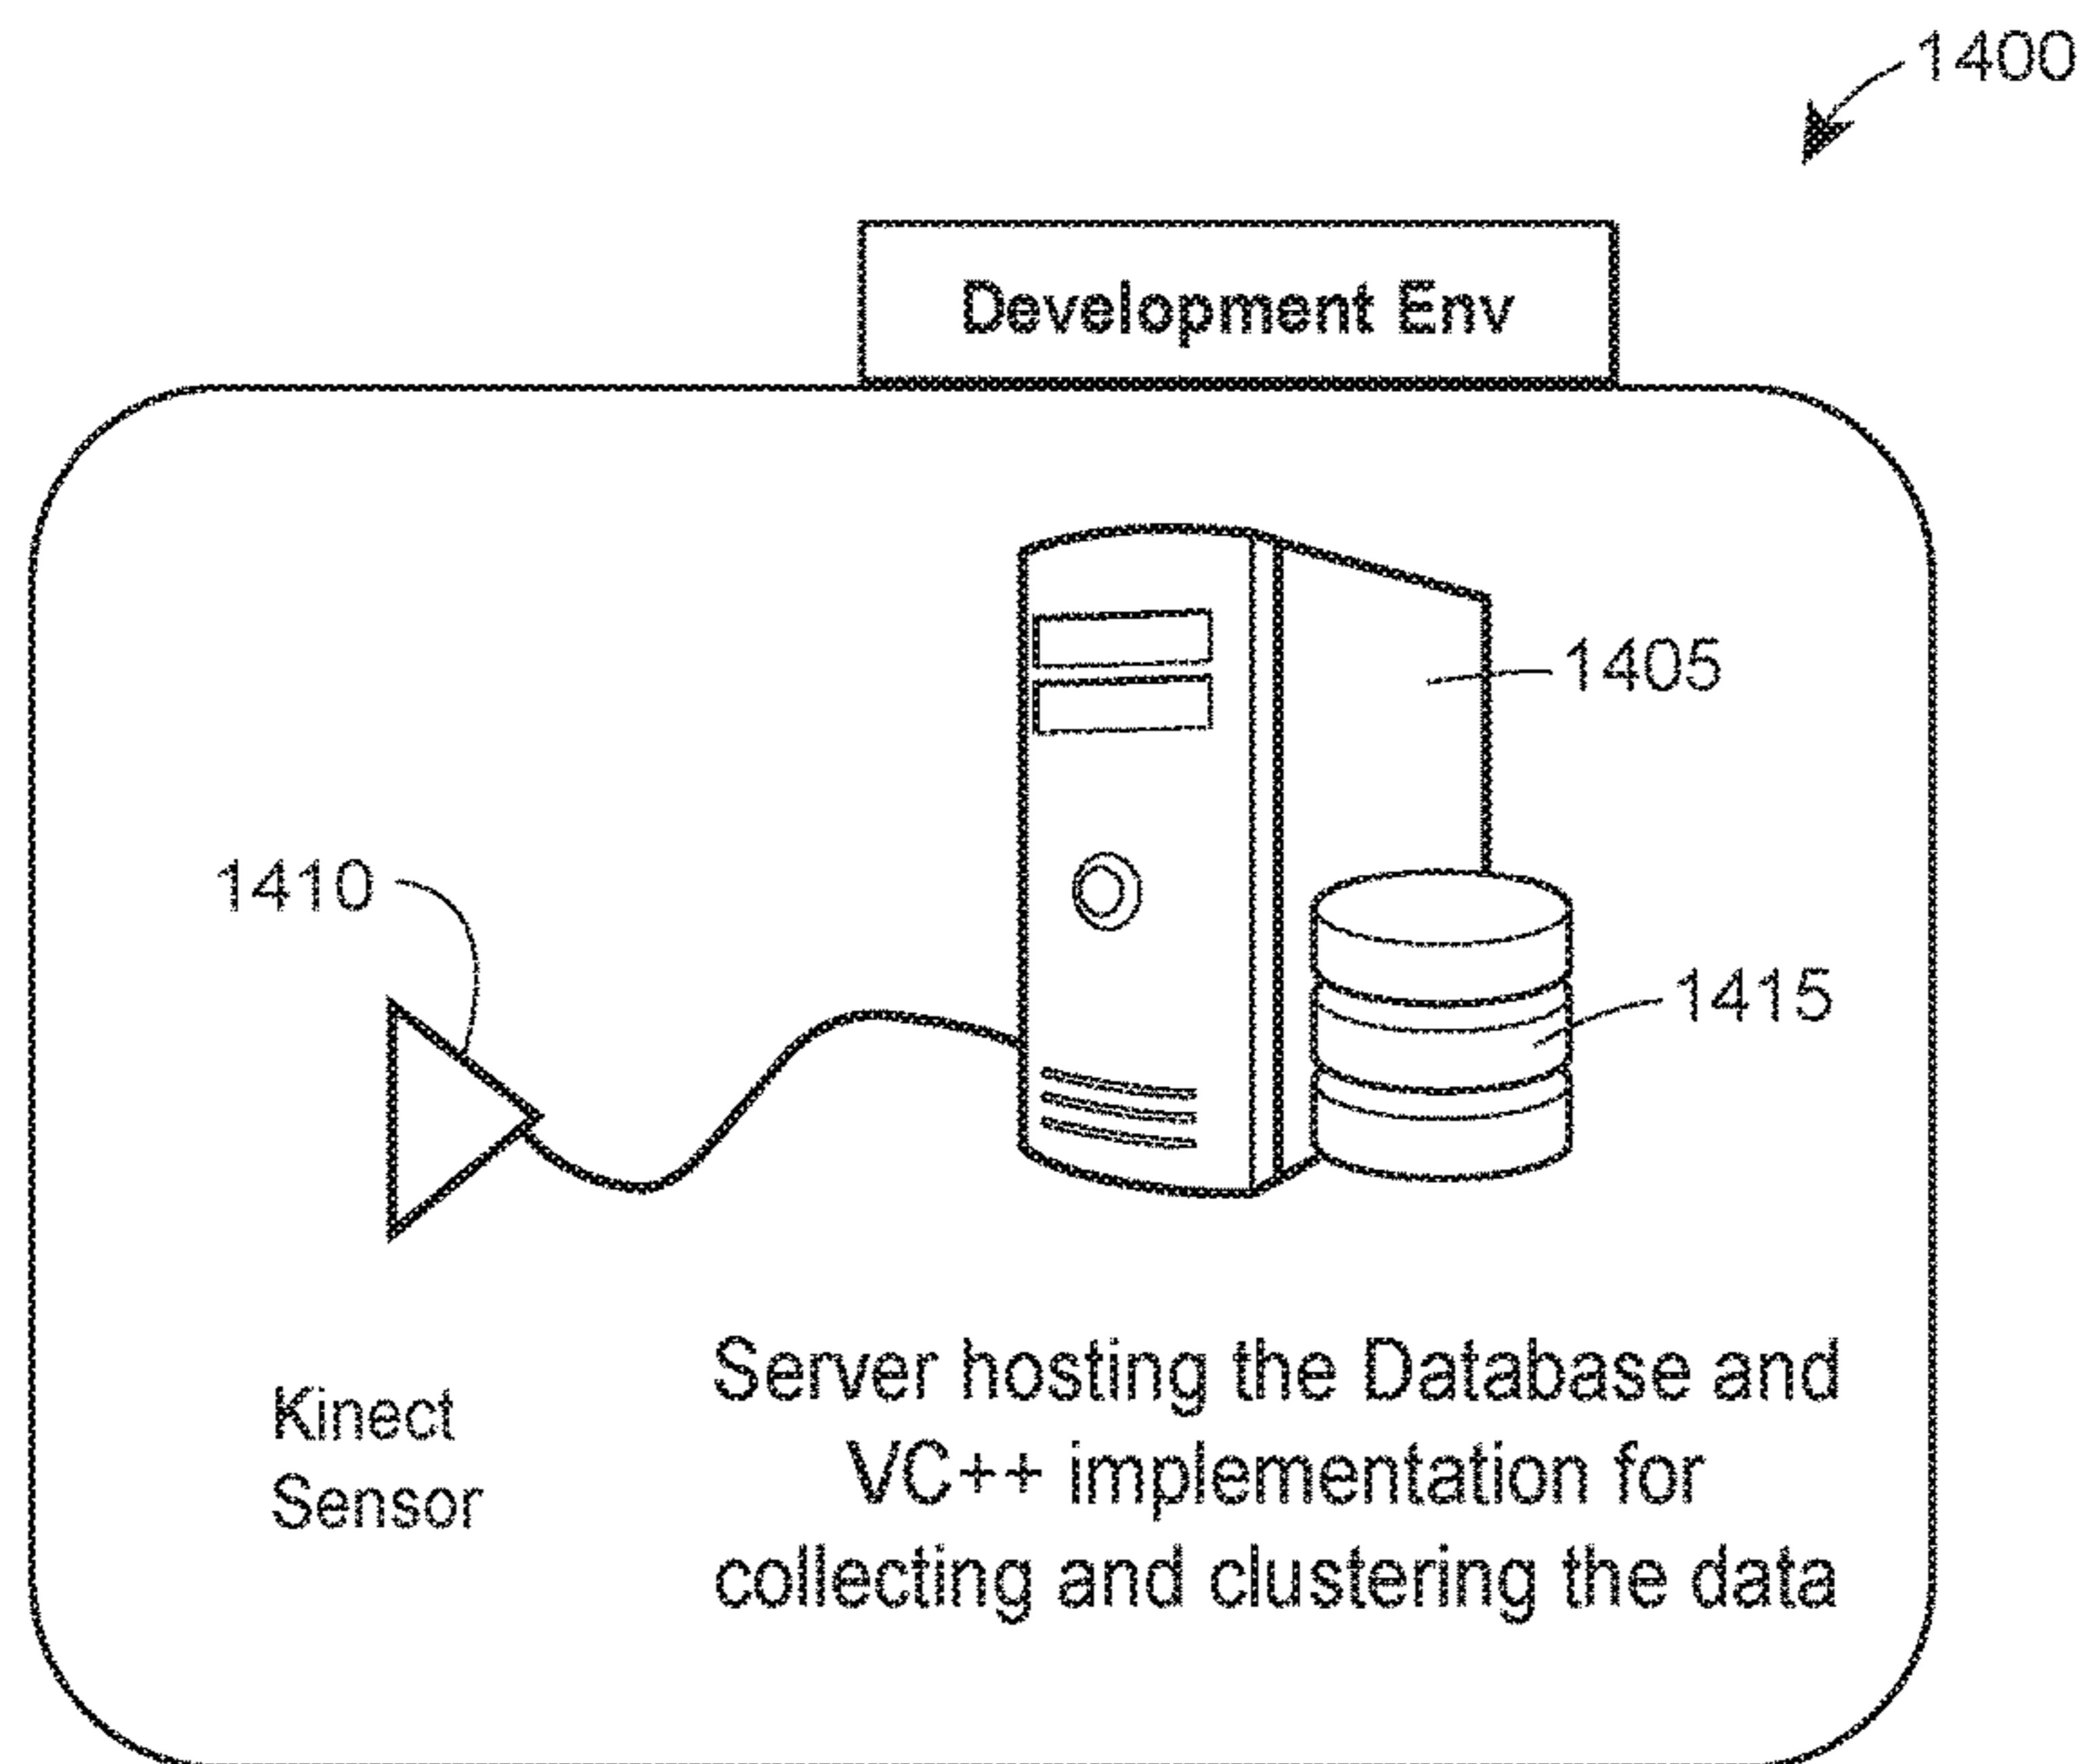 1400
Development Env
1405
1410
1415
Kinect
Sensor
Server hosting the Database and
VC++ implementation for
collecting and clustering the data